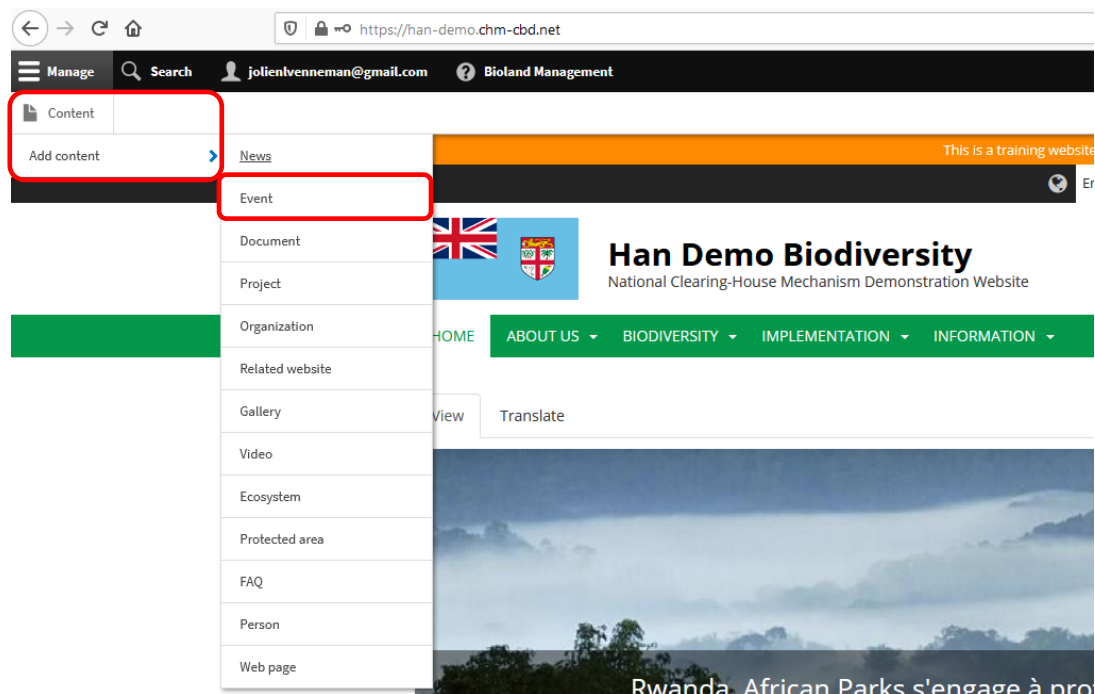 https://han-demo.chm-cbd.net
Manage Search jolienlvenneman@gmail.com Bioland Management
Content
Add content
News
This is a training website
Event
Document
Project
Organization
Related website
Gallery
Video
Ecosystem
Protected area
FAQ
Person
Web page
Han Demo Biodiversity
National Clearing-House Mechanism Demonstration Website
HOME ABOUT US BIODIVERSITY IMPLEMENTATION INFORMATION
View Translate
Rwanda, African Parks s'engage à pro